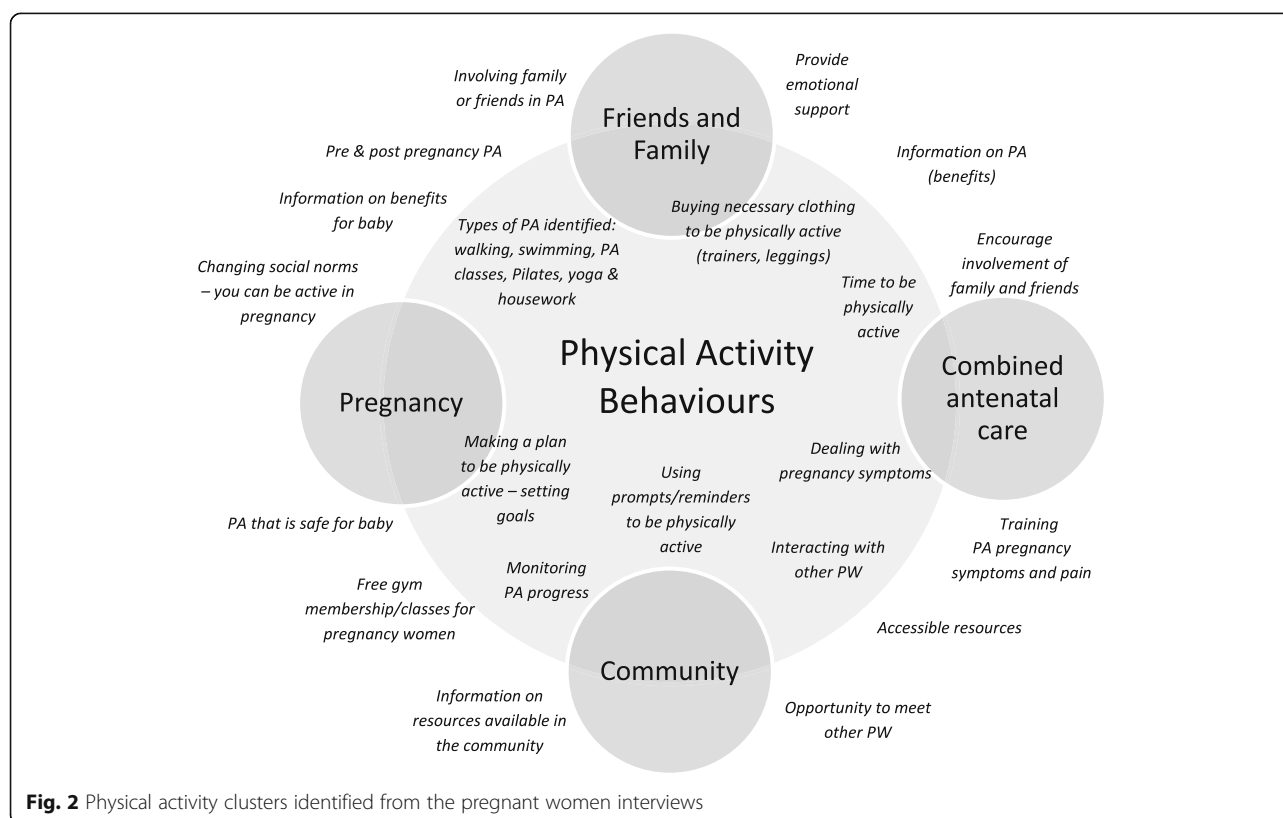 Involving family
or friends in PA
Friends and
Family
Provide
emotional
support
Pre & post pregnancy PA
Information on PA
(benefits)
Information on benefits
for baby
Types of PA identified:
walking, swimming, PA
classes, Pilates, yoga &
housework
Buying necessary clothing
to be physically active
(trainers, leggings)
Encourage
involvement of
family and friends
Changing social norms
– you can be active in
pregnancy
Time to be
physically
active
Physical Activity
Behaviours
Pregnancy
Combined
antenatal
care
Making a plan
to be physically
active – setting
goals
Using
prompts/reminders
to be physically
active
Dealing with
pregnancy symptoms
PA that is safe for baby
Training
PA pregnancy
symptoms and pain
Monitoring
PA progress
Interacting with
other PW
Free gym
membership/classes for
pregnancy women
Accessible resources
Community
Information on
resources available in
the community
Opportunity to meet
other PW
Fig. 2 Physical activity clusters identified from the pregnant women interviews